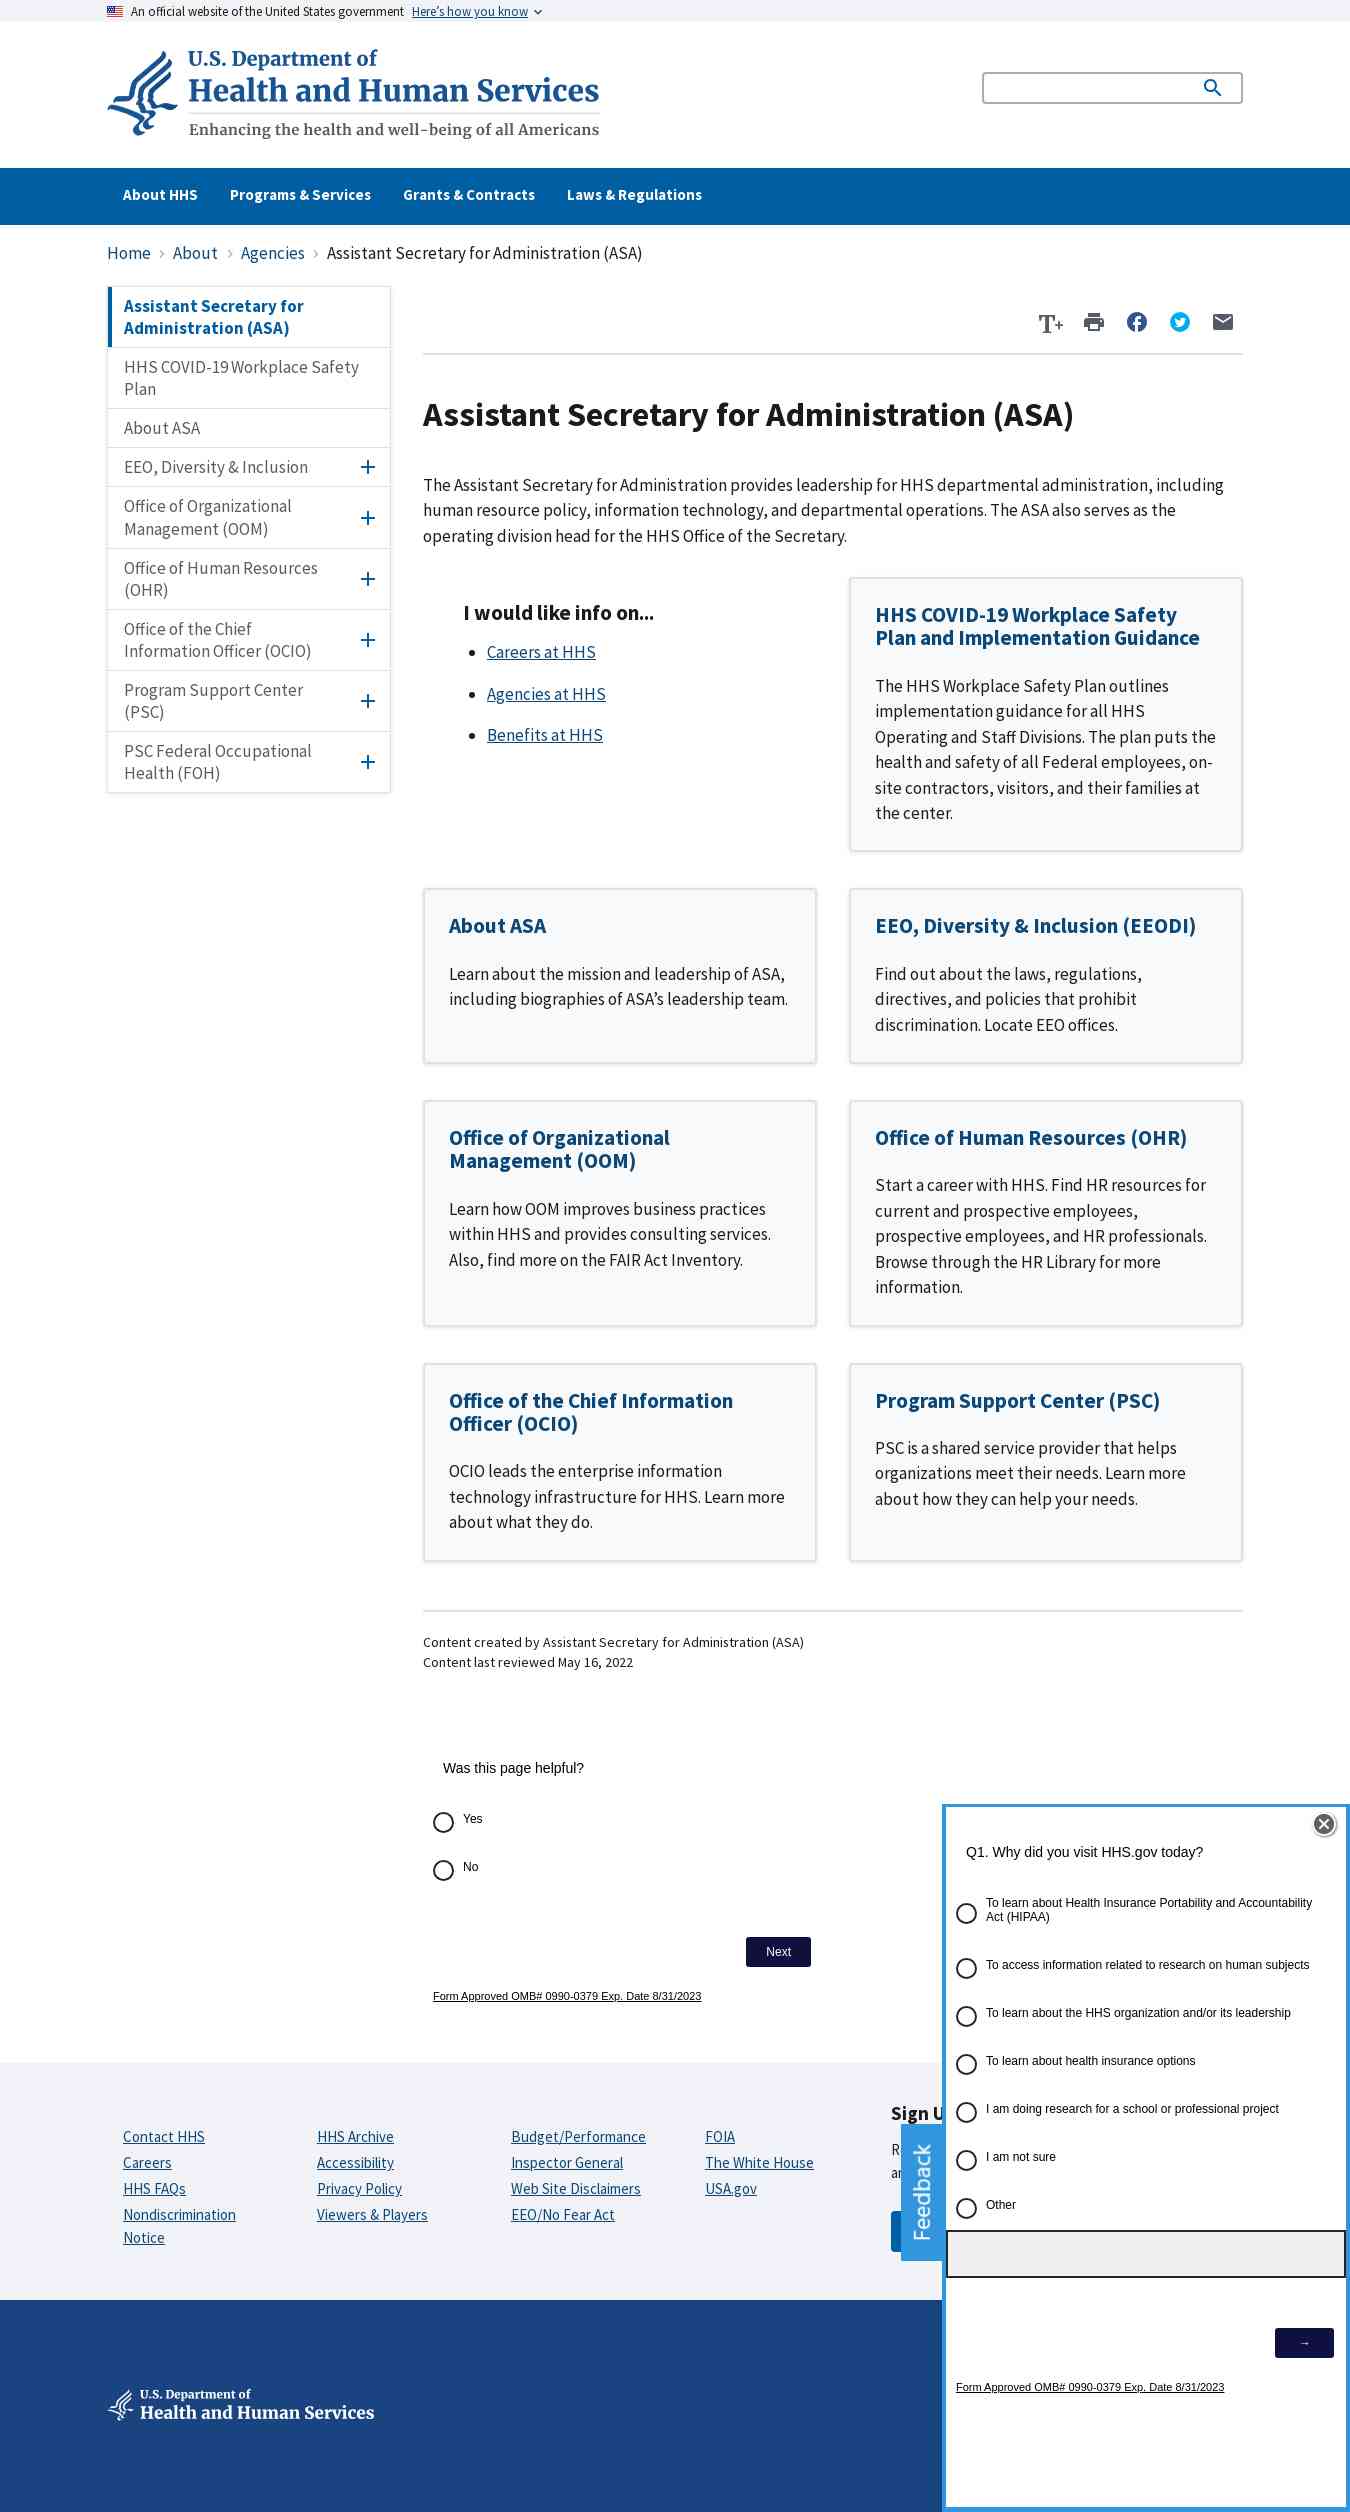 An official website of the United States government Here's how you know
U.S. Department of
Health and Human Services
Enhancing the health and well-being of all Americans
About HHS Programs & Services Grants & Contracts Laws & Regulations
Home › About › Agencies › Assistant Secretary for Administration (ASA)
Assistant Secretary for
Administration (ASA)
HHS COVID-19 Workplace Safety
Plan
About ASA
EEO, Diversity & Inclusion
Office of Organizational
Management (OOM)
Office of Human Resources
(OHR)
Office of the Chief
Information Officer (OCIO)
Program Support Center
(PSC)
PSC Federal Occupational
Health (FOH)
Assistant Secretary for Administration (ASA)
The Assistant Secretary for Administration provides leadership for HHS departmental administration, including
human resource policy, information technology, and departmental operations. The ASA also serves as the
operating division head for the HHS Office of the Secretary.
I would like info on...
• Careers at HHS
• Agencies at HHS
• Benefits at HHS
HHS COVID-19 Workplace Safety
Plan and Implementation Guidance
The HHS Workplace Safety Plan outlines
implementation guidance for all HHS
Operating and Staff Divisions. The plan puts the
health and safety of all Federal employees, on-
site contractors, visitors, and their families at
the center.
About ASA
Learn about the mission and leadership of ASA,
including biographies of ASA's leadership team.
EEO, Diversity & Inclusion (EEODI)
Find out about the laws, regulations,
directives, and policies that prohibit
discrimination. Locate EEO offices.
Office of Organizational
Management (OOM)
Learn how OOM improves business practices
within HHS and provides consulting services.
Also, find more on the FAIR Act Inventory.
Office of Human Resources (OHR)
Start a career with HHS. Find HR resources for
current and prospective employees,
prospective employees, and HR professionals.
Browse through the HR Library for more
information.
Office of the Chief Information
Officer (OCIO)
OCIO leads the enterprise information
technology infrastructure for HHS. Learn more
about what they do.
Program Support Center (PSC)
PSC is a shared service provider that helps
organizations meet their needs. Learn more
about how they can help your needs.
Content created by Assistant Secretary for Administration (ASA)
Content last reviewed May 16, 2022
Was this page helpful?
Yes
No
Next
Form Approved OMB# 0990-0379 Exp. Date 8/31/2023
Q1. Why did you visit HHS.gov today?
To learn about Health Insurance Portability and Accountability
Act (HIPAA)
To access information related to research on human subjects
To learn about the HHS organization and/or its leadership
To learn about health insurance options
I am doing research for a school or professional project
I am not sure
Other
→
Form Approved OMB# 0990-0379 Exp. Date 8/31/2023
Feedback
Contact HHS
Careers
HHS FAQs
Nondiscrimination
Notice
HHS Archive
Accessibility
Privacy Policy
Viewers & Players
Budget/Performance
Inspector General
Web Site Disclaimers
EEO/No Fear Act
FOIA
The White House
USA.gov
Sign
U.S. Department of
Health and Human Services